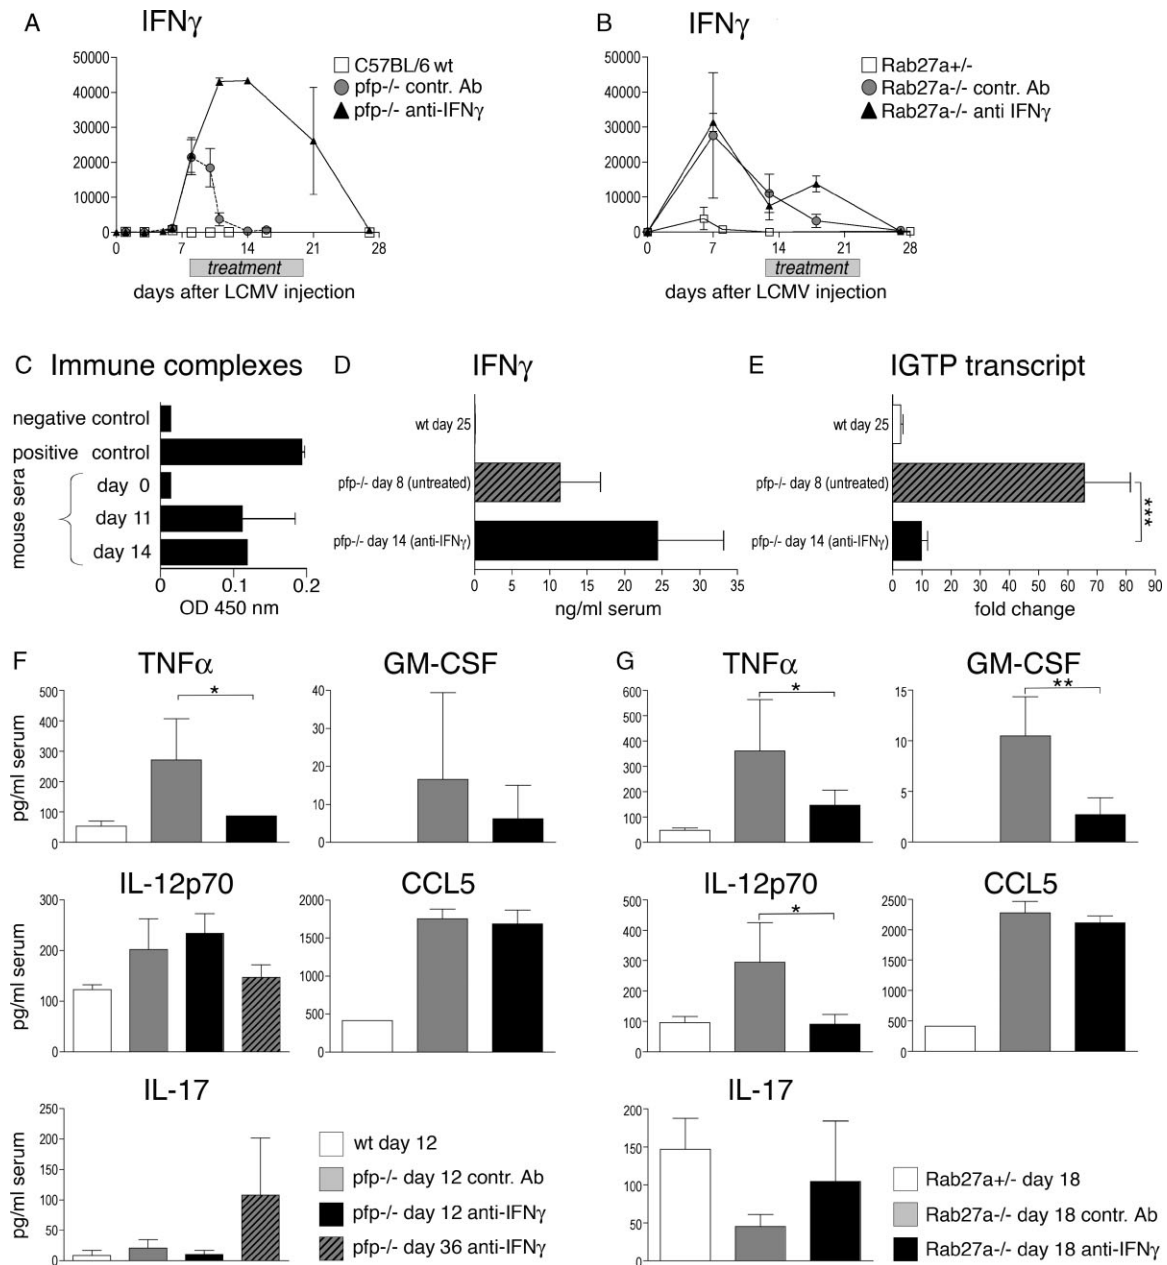 A IFNγ
50000
40000
30000
20000
10000
0
0 7 14 21 28
C57BL/6 wt
pfp-/- contr. Ab
pfp-/- anti-IFNγ
treatment
days after LCMV injection
B IFNγ
50000
40000
30000
20000
10000
0
0 7 14 21 28
Rab27a+/-
Rab27a-/- contr. Ab
Rab27a-/- anti IFNγ
treatment
days after LCMV injection
C Immune complexes
negative control
positive control
mouse sera
day 0
day 11
day 14
0 0.1 0.2
OD 450 nm
D IFNγ
wt day 25
pfp-/- day 8 (untreated)
pfp-/- day 14 (anti-IFNγ)
0 5 10 15 20 25 30 35
ng/ml serum
E IGTP transcript
wt day 25
pfp-/- day 8 (untreated)
pfp-/- day 14 (anti-IFNγ)
***
0 10 20 30 40 50 60 70 80 90
fold change
F TNFα
pg/ml serum
500
400
300
200
100
0
*
GM-CSF
40
30
20
10
0
G TNFα
600
500
400
300
200
100
0
*
GM-CSF
15
10
5
0
**
IL-12p70
pg/ml serum
300
200
100
0
CCL5
2000
1500
1000
500
0
IL-12p70
500
400
300
200
100
0
*
CCL5
2500
2000
1500
1000
500
0
IL-17
pg/ml serum
250
200
150
100
50
0
wt day 12
pfp-/- day 12 contr. Ab
pfp-/- day 12 anti-IFNγ
pfp-/- day 36 anti-IFNγ
IL-17
200
150
100
50
0
Rab27a+/- day 18
Rab27a-/- day 18 contr. Ab
Rab27a-/- day 18 anti-IFNγ